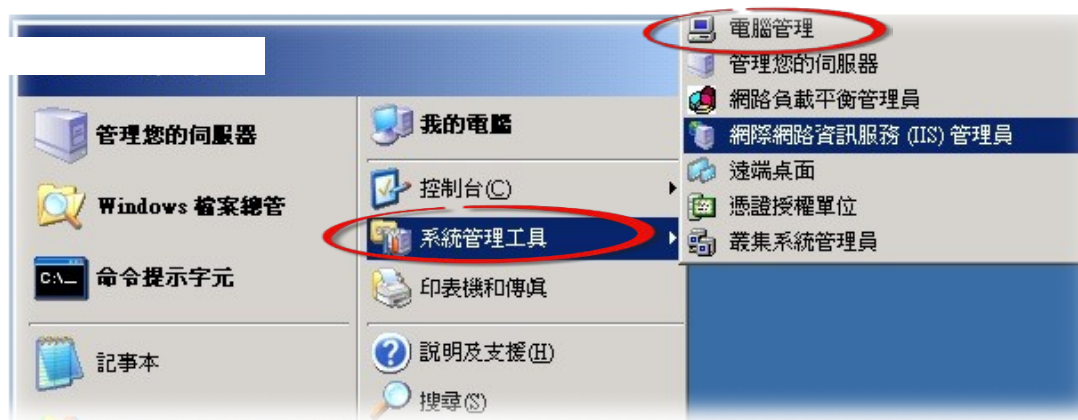 管理您的伺服器
Windows 檔案總管
命令提示字元
C:\_
記事本
我的電腦
控制台(C)
系統管理工具
印表機和傳真
說明及支援(H)
搜尋(S)
電腦管理
管理您的伺服器
網路負載平衡管理員
網際網路資訊服務 (IIS) 管理員
遠端桌面
憑證授權單位
叢集系統管理員